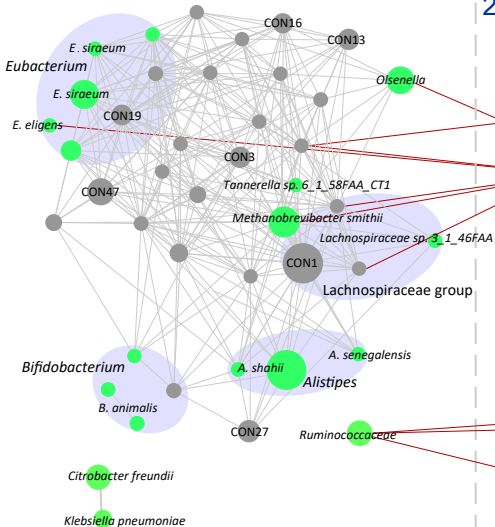 2
CON16
CON13
E. siraeum
Eubacterium
Olsenella
E. siraeum
CON19
E. eligens
CON3
Tannerella sp. 6_1_58FAA_CT1
CON47
Methanobrevibacter smithii
Lachnospiraceae sp. 3_1_46FAA
CON1
Lachnospiraceae group
A. senegalensis
Bifidobacterium
A. shahii
Alistipes
B. animalis
CON27
Ruminococcaceae
Citrobacter freundii
Klebsiella pneumoniae